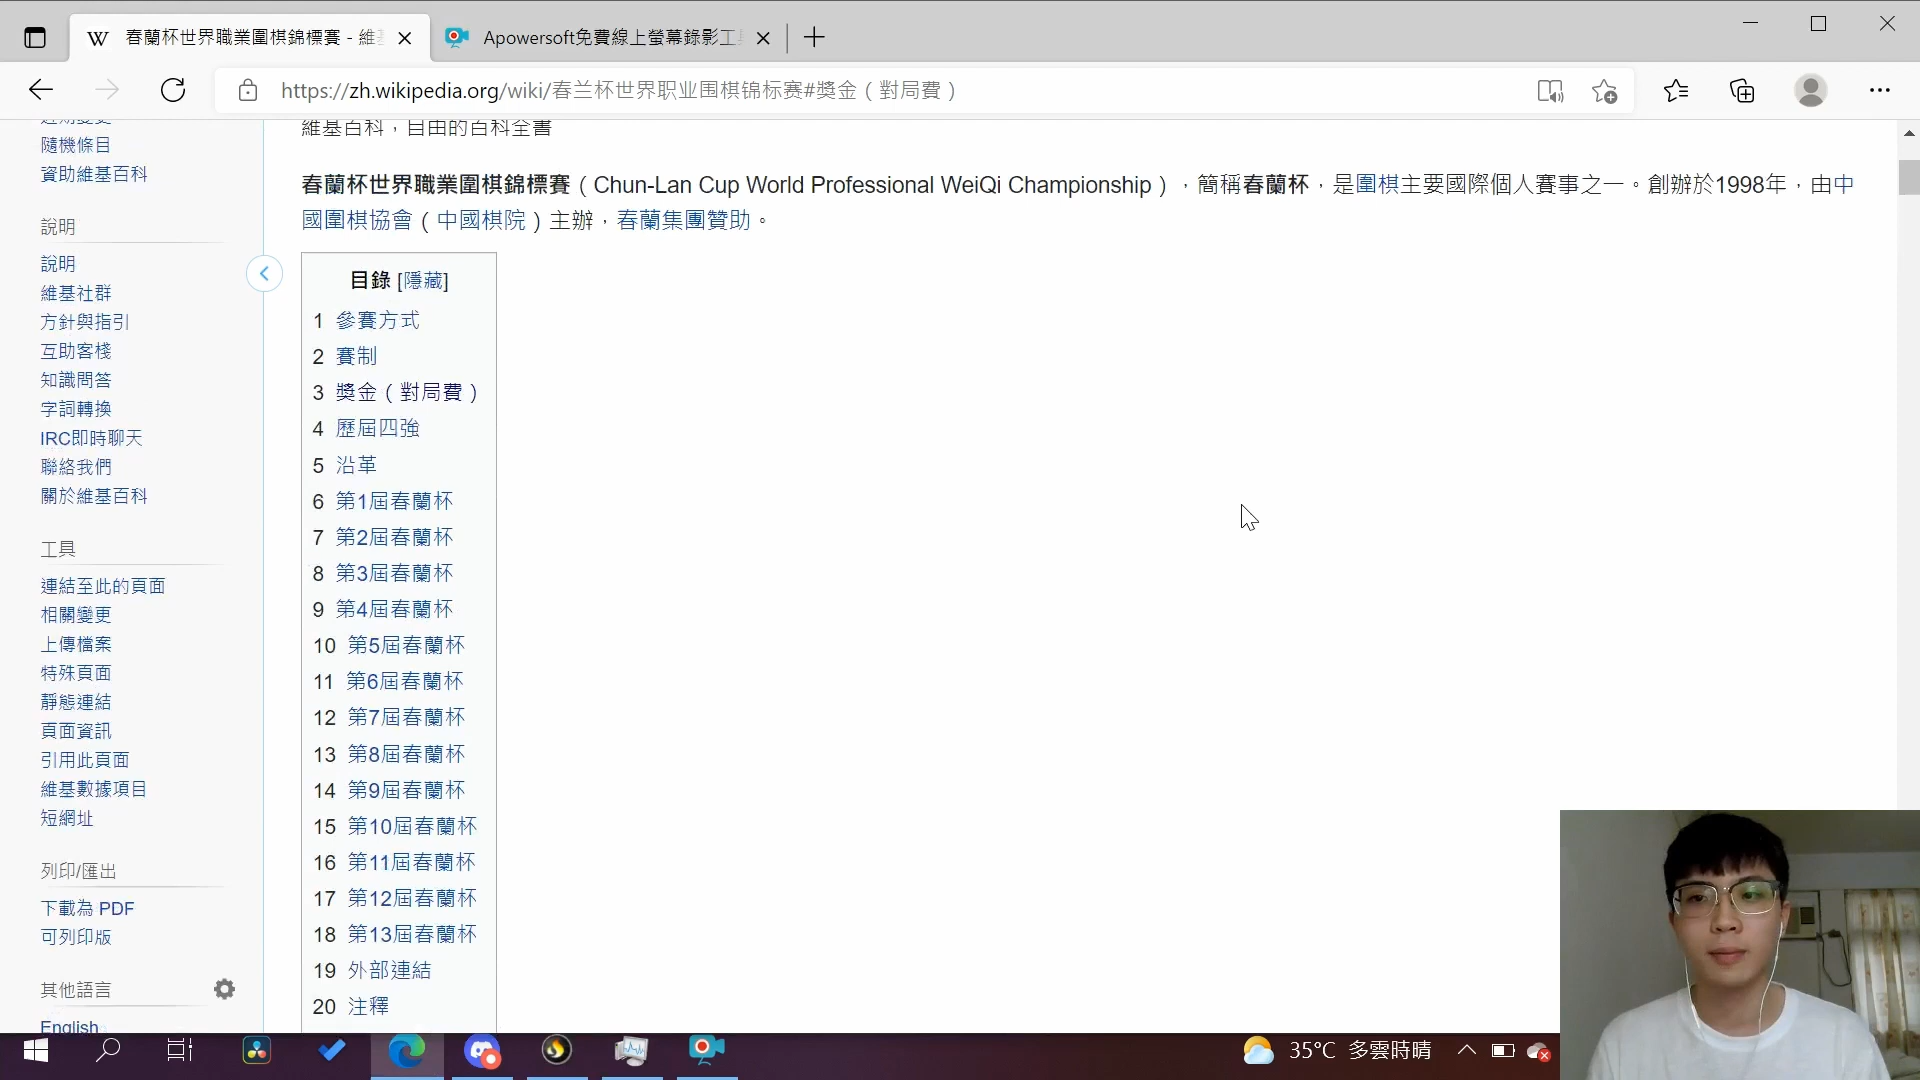 春蘭杯世界職業圍棋錦標賽 - 維
Apowersoft免費線上螢幕錄影工
https://zh.wikipedia.org/wiki/春兰杯世界职业围棋锦标赛#獎金（對局費）
近期變更
隨機條目
資助維基百科
說明
說明
維基社群
方針與指引
互助客棧
知識問答
字詞轉換
IRC即時聊天
聯絡我們
關於維基百科
工具
連結至此的頁面
相關變更
上傳檔案
特殊頁面
靜態連結
頁面資訊
引用此頁面
維基數據項目
短網址
列印/匯出
下載為 PDF
可列印版
其他語言
English
維基百科，自由的百科全書
春蘭杯世界職業圍棋錦標賽（Chun-Lan Cup World Professional WeiQi Championship），簡稱春蘭杯，是圍棋主要國際個人賽事之一。創辦於1998年，由中
國圍棋協會（中國棋院）主辦，春蘭集團贊助。
目錄 [隱藏]
1 參賽方式
2 賽制
3 獎金（對局費）
4 歷屆四強
5 沿革
6 第1屆春蘭杯
7 第2屆春蘭杯
8 第3屆春蘭杯
9 第4屆春蘭杯
10 第5屆春蘭杯
11 第6屆春蘭杯
12 第7屆春蘭杯
13 第8屆春蘭杯
14 第9屆春蘭杯
15 第10屆春蘭杯
16 第11屆春蘭杯
17 第12屆春蘭杯
18 第13屆春蘭杯
19 外部連結
20 注釋
35°C 多雲時晴